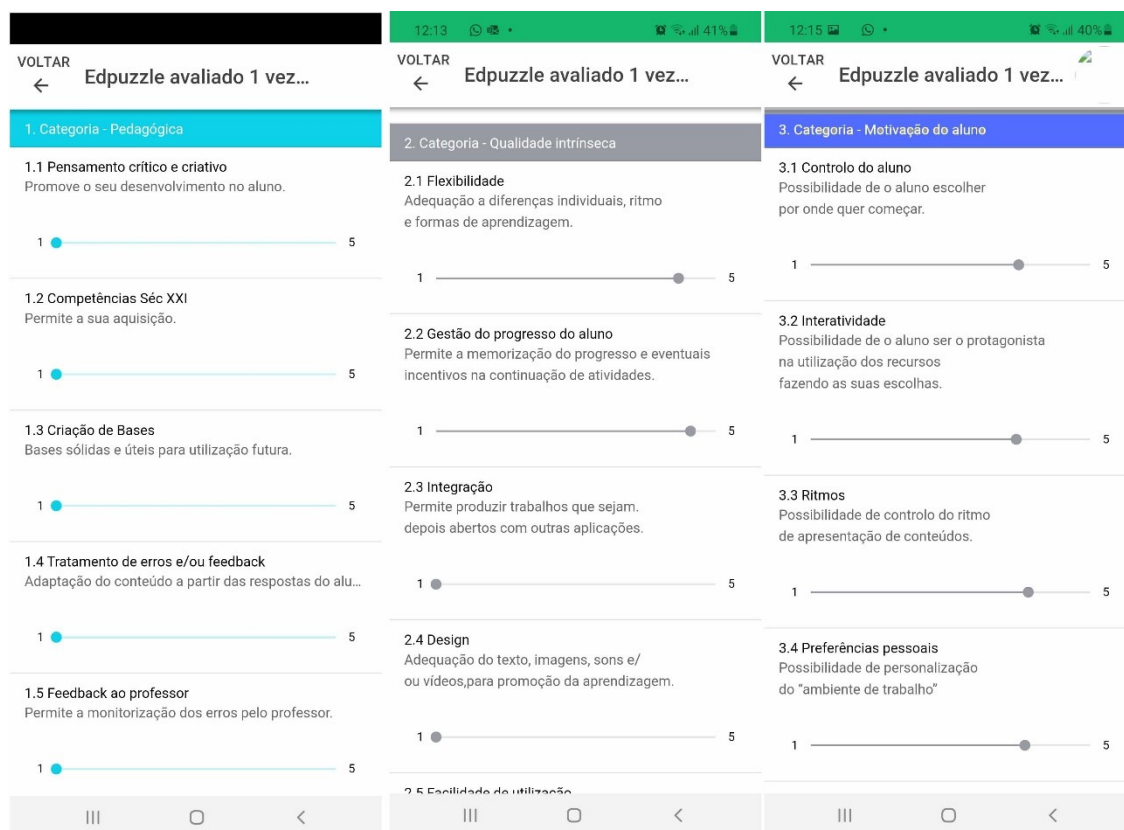 VOLTAR
Edpuzzle avaliado 1 vez...
1. Categoria - Pedagógica
1.1 Pensamento crítico e criativo
Promove o seu desenvolvimento no aluno.
1 5
1.2 Competências Séc XXI
Permite a sua aquisição.
1 5
1.3 Criação de Bases
Bases sólidas e úteis para utilização futura.
1 5
1.4 Tratamento de erros e/ou feedback
Adaptação do conteúdo a partir das respostas do alu...
1 5
1.5 Feedback ao professor
Permite a monitorização dos erros pelo professor.
1 5
12:13 41%
VOLTAR
Edpuzzle avaliado 1 vez...
2. Categoria - Qualidade intrínseca
2.1 Flexibilidade
Adequação a diferenças individuais, ritmo
e formas de aprendizagem.
1 5
2.2 Gestão do progresso do aluno
Permite a memorização do progresso e eventuais
incentivos na continuação de atividades.
1 5
2.3 Integração
Permite produzir trabalhos que sejam.
depois abertos com outras aplicações.
1 5
2.4 Design
Adequação do texto, imagens, sons e/
ou vídeos,para promoção da aprendizagem.
1 5
2.5 Facilidade de utilização
12:15 40%
VOLTAR
Edpuzzle avaliado 1 vez...
3. Categoria - Motivação do aluno
3.1 Controlo do aluno
Possibilidade de o aluno escolher
por onde quer começar.
1 5
3.2 Interatividade
Possibilidade de o aluno ser o protagonista
na utilização dos recursos
fazendo as suas escolhas.
1 5
3.3 Ritmos
Possibilidade de controlo do ritmo
de apresentação de conteúdos.
1 5
3.4 Preferências pessoais
Possibilidade de personalização
do "ambiente de trabalho”
1 5